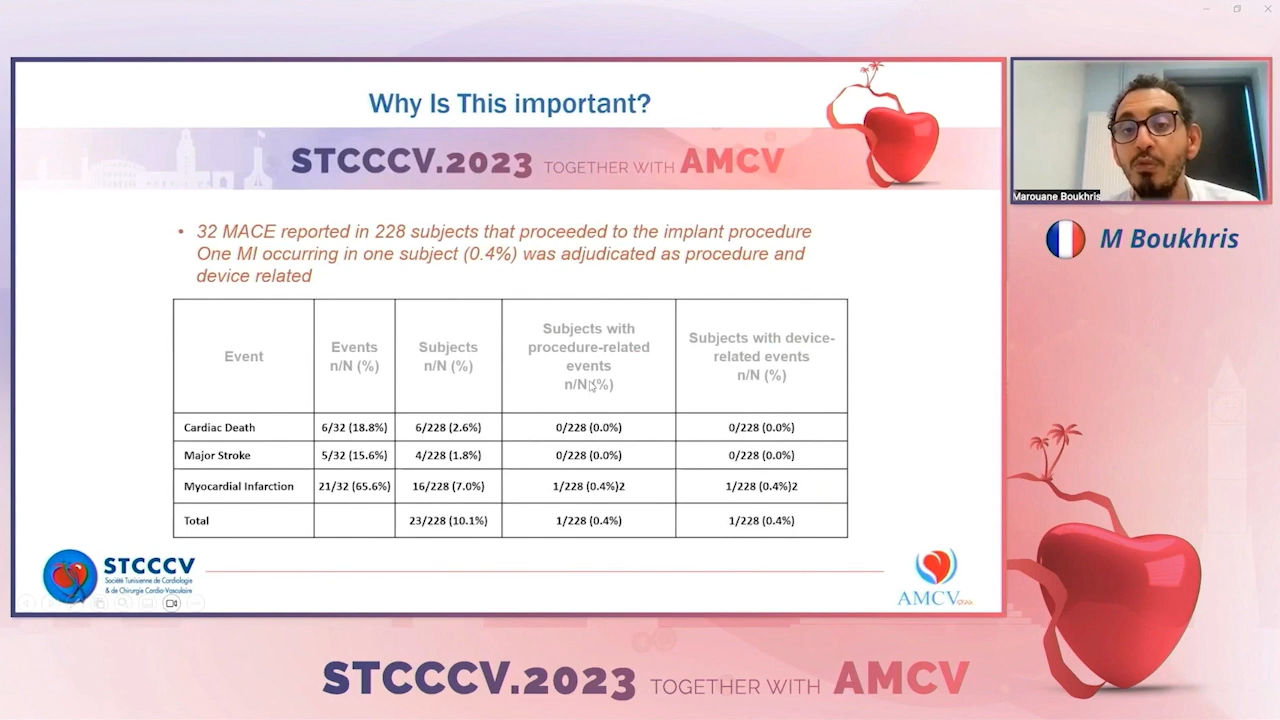 Why Is This important?
STCCCV.2023 TOGETHER WITH AMCV
• 32 MACE reported in 228 subjects that proceeded to the implant procedure
One MI occurring in one subject (0.4%) was adjudicated as procedure and
device related
Event
Events
n/N (%)
Subjects
n/N (%)
Subjects with
procedure-related
events
n/N (%)
Subjects with device-
related events
n/N (%)
Cardiac Death 6/32 (18.8%) 6/228 (2.6%) 0/228 (0.0%) 0/228 (0.0%)
Major Stroke 5/32 (15.6%) 4/228 (1.8%) 0/228 (0.0%) 0/228 (0.0%)
Myocardial Infarction 21/32 (65.6%) 16/228 (7.0%) 1/228 (0.4%)2 1/228 (0.4%)2
Total 23/228 (10.1%) 1/228 (0.4%) 1/228 (0.4%)
STCCCV
Société Tunisienne de Cardiologie
& de Chirurgie Cardio-Vasculaire
AMCV
Marouane Boukhris
M Boukhris
STCCCV.2023 TOGETHER WITH AMCV